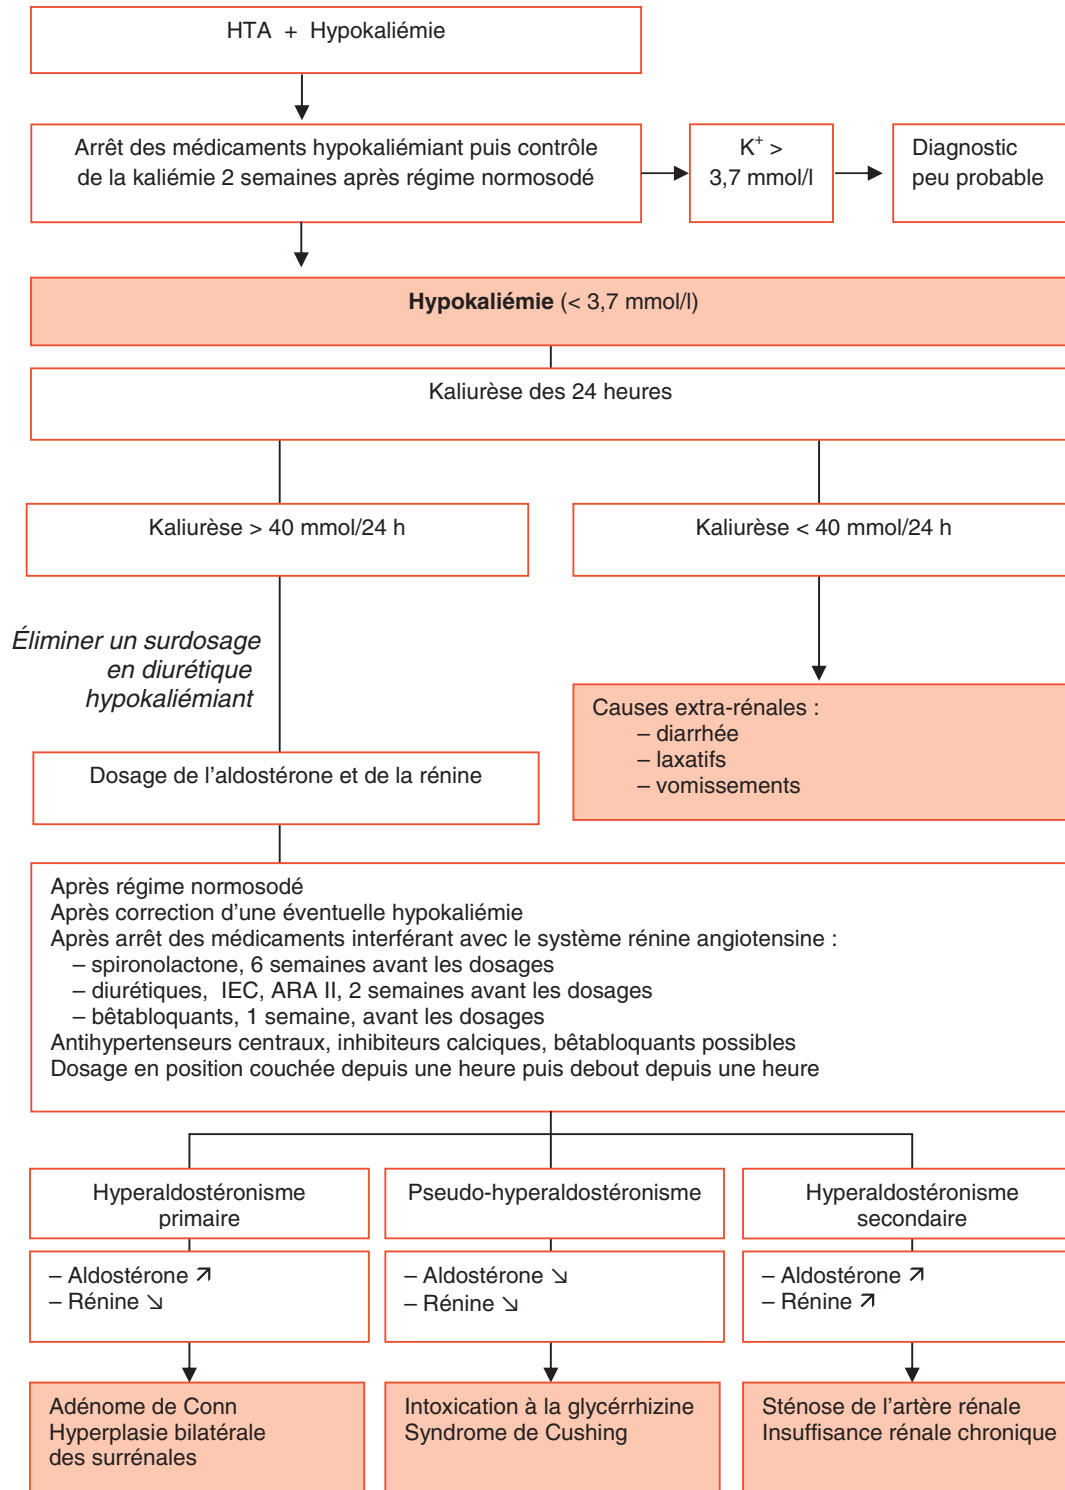 HTA + Hypokaliémie
Arrêt des médicaments hypokaliémiant puis contrôle
de la kaliémie 2 semaines après régime normosodé
K⁺ >
3,7 mmol/l
Diagnostic
peu probable
Hypokaliémie (< 3,7 mmol/l)
Kaliurèse des 24 heures
Kaliurèse > 40 mmol/24 h
Kaliurèse < 40 mmol/24 h
Éliminer un surdosage
en diurétique
hypokaliémiant
Causes extra-rénales :
– diarrhée
– laxatifs
– vomissements
Dosage de l’aldostérone et de la rénine
Après régime normosodé
Après correction d’une éventuelle hypokaliémie
Après arrêt des médicaments interférant avec le système rénine angiotensine :
– spironolactone, 6 semaines avant les dosages
– diurétiques, IEC, ARA II, 2 semaines avant les dosages
– bêtabloquants, 1 semaine, avant les dosages
Antihypertenseurs centraux, inhibiteurs calciques, bêtabloquants possibles
Dosage en position couchée depuis une heure puis debout depuis une heure
Hyperaldostéronisme
primaire
– Aldostérone ↗
– Rénine ↘
Adénome de Conn
Hyperplasie bilatérale
des surrénales
Pseudo-hyperaldostéronisme
– Aldostérone ↘
– Rénine ↘
Intoxication à la glycérrhizine
Syndrome de Cushing
Hyperaldostéronisme
secondaire
– Aldostérone ↗
– Rénine ↗
Sténose de l’artère rénale
Insuffisance rénale chronique